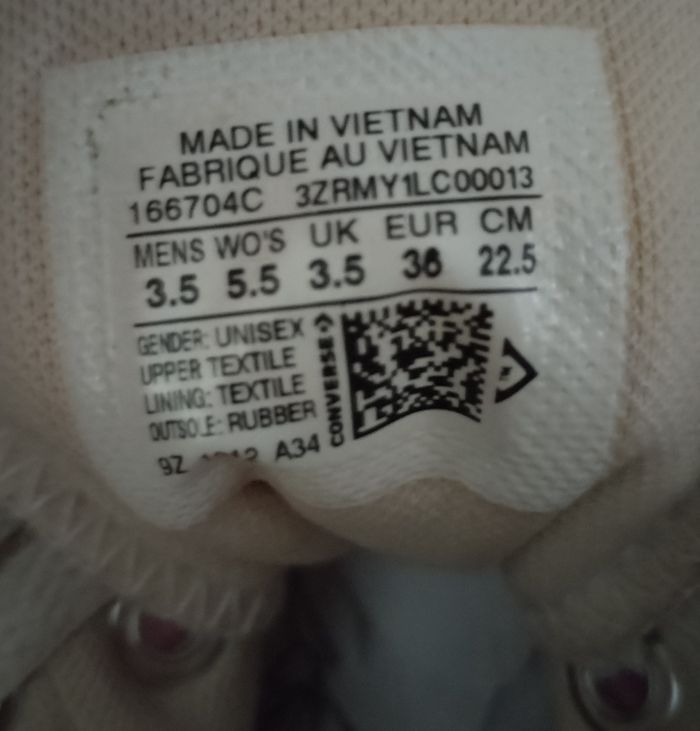 MADE IN VIETNAM
FABRIQUE AU VIETNAM
166704C 3ZRMY1LC00013
MENS WO'S UK EUR CM
3.5 5.5 3.5 36 22.5
GENDER: UNISEX
UPPER TEXTILE
LINING: TEXTILE
OUTSOLE: RUBBER
9Z A34
CONVERSE